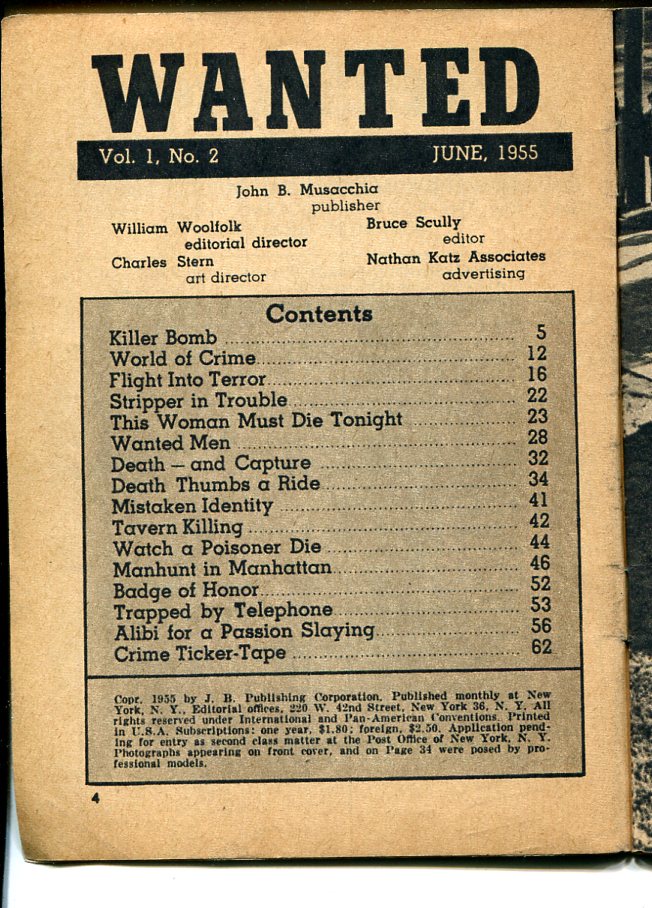 WANTED
Vol. 1, No. 2 JUNE, 1955
John B. Musacchia
publisher
William Woolfolk
editorial director
Bruce Scully
editor
Charles Stern
art director
Nathan Katz Associates
advertising
Contents
Killer Bomb 5
World of Crime 12
Flight Into Terror 16
Stripper in Trouble 22
This Woman Must Die Tonight 23
Wanted Men 28
Death — and Capture 32
Death Thumbs a Ride 34
Mistaken Identity 41
Tavern Killing 42
Watch a Poisoner Die 44
Manhunt in Manhattan 46
Badge of Honor 52
Trapped by Telephone 53
Alibi for a Passion Slaying 56
Crime Ticker-Tape 62
Copr. 1955 by J. B. Publishing Corporation, Published monthly at New
York, N. Y., Editorial offices, 220 W. 42nd Street, New York 36, N. Y. All
rights reserved under International and Pan-American Conventions. Printed
in U.S.A. Subscriptions: one year, $1.80; foreign, $2.50. Application pend-
ing for entry as second class matter at the Post Office of New York, N. Y.
Photographs appearing on front cover, and on Page 34 were posed by pro-
fessional models.
4